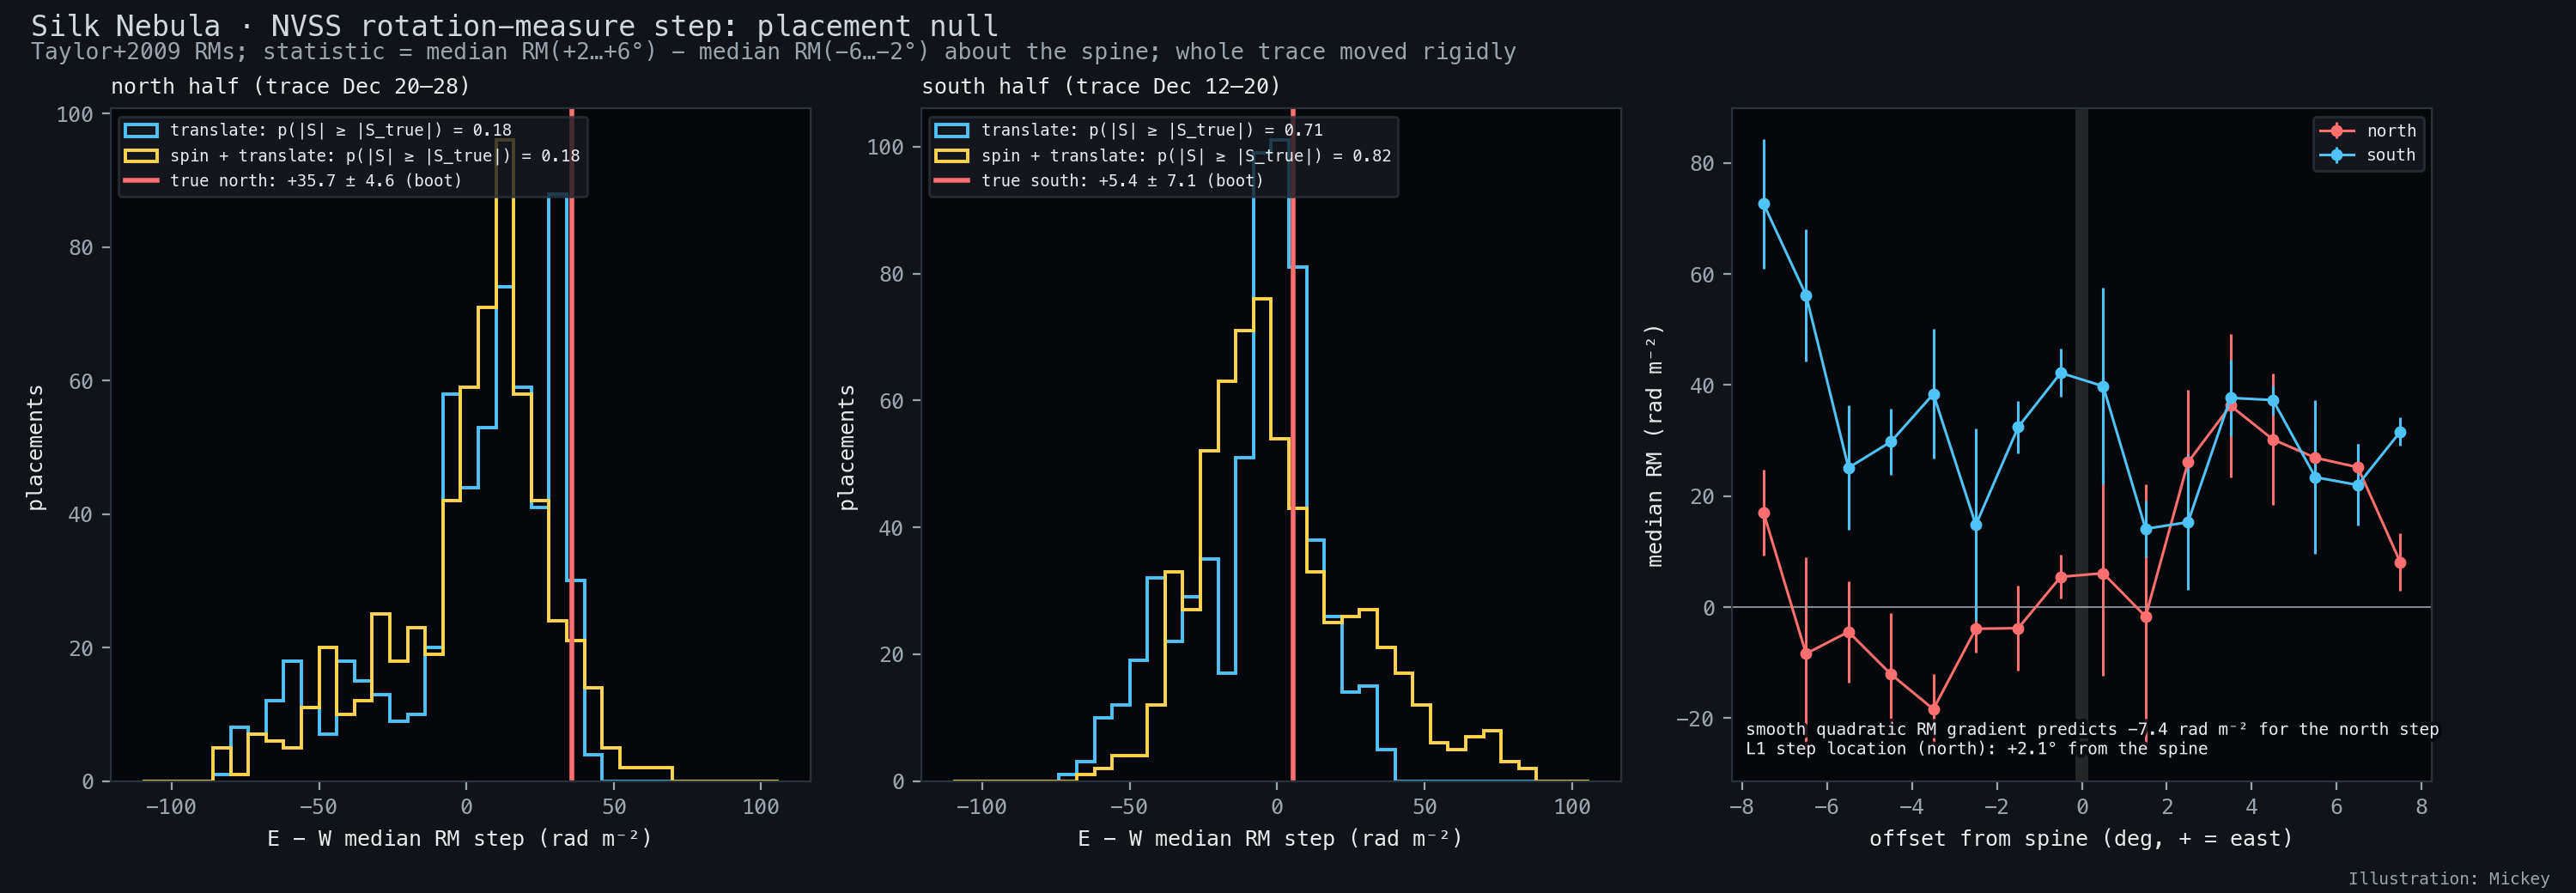 Silk Nebula · NVSS rotation−measure step: placement null
Taylor+2009 RMs; statistic = median RM(+2…+6°) − median RM(−6…−2°) about the spine; whole trace moved rigidly
north half (trace Dec 20–28)
translate: p(|S| ≥ |S_true|) = 0.18
spin + translate: p(|S| ≥ |S_true|) = 0.18
true north: +35.7 ± 4.6 (boot)
placements
0
20
40
60
80
100
−100
−50
0
50
100
E − W median RM step (rad m⁻²)
south half (trace Dec 12–20)
translate: p(|S| ≥ |S_true|) = 0.71
spin + translate: p(|S| ≥ |S_true|) = 0.82
true south: +5.4 ± 7.1 (boot)
placements
0
20
40
60
80
100
−100
−50
0
50
100
E − W median RM step (rad m⁻²)
north
south
median RM (rad m⁻²)
80
60
40
20
0
−20
smooth quadratic RM gradient predicts −7.4 rad m⁻² for the north step
L1 step location (north): +2.1° from the spine
−8
−6
−4
−2
0
2
4
6
8
offset from spine (deg, + = east)
Illustration: Mickey